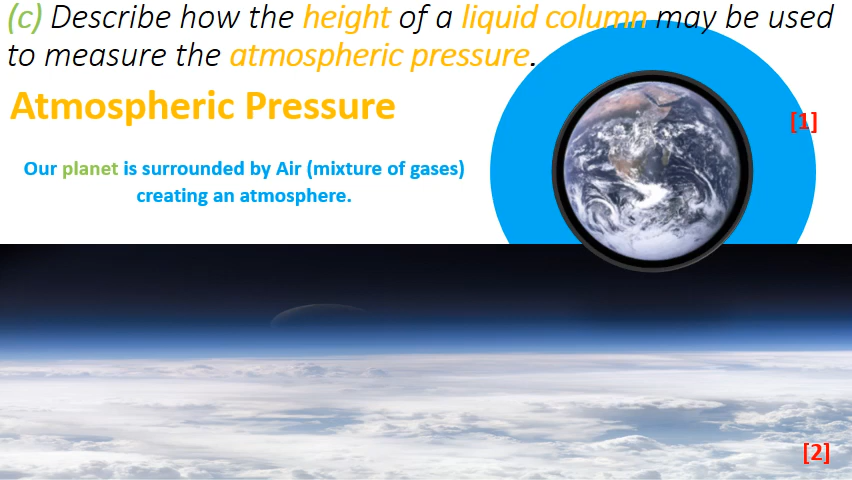 (c) Describe how the height of a liquid column may be used
to measure the atmospheric pressure.
Atmospheric Pressure
[1]
Our planet is surrounded by Air (mixture of gases)
creating an atmosphere.
[2]